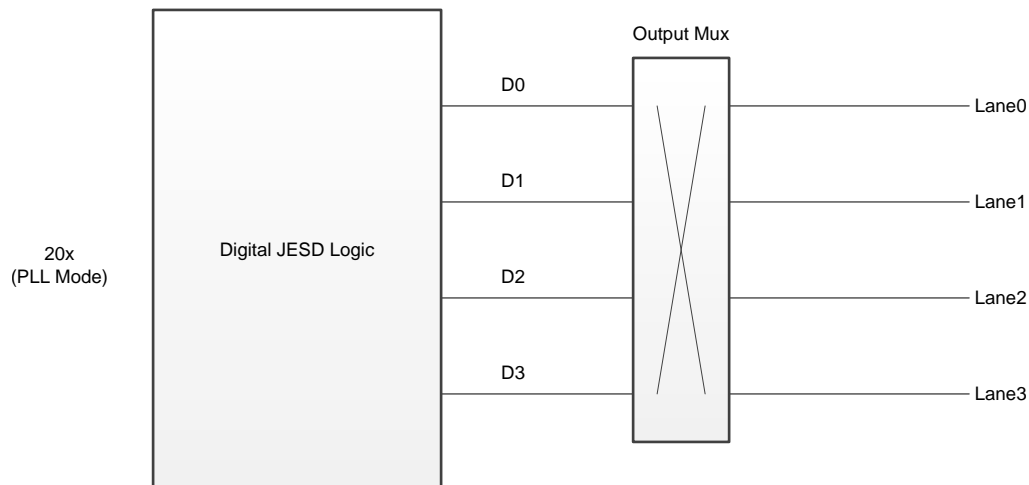 Output Mux
D0
Lane0
D1
Lane1
20x
(PLL Mode)
Digital JESD Logic
D2
Lane2
D3
Lane3